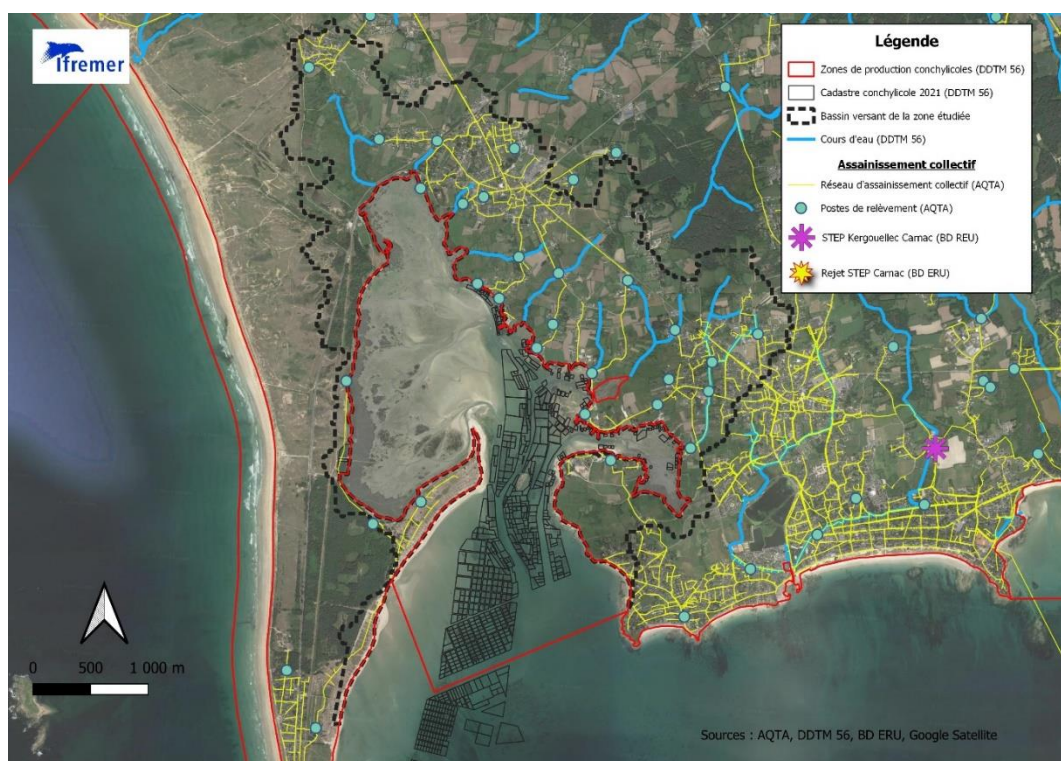 Ifremer
Légende
Zones de production conchylicoles (DDTM 56)
Cadastre conchylicole 2021 (DDTM 56)
Bassin versant de la zone étudiée
Cours d'eau (DDTM 56)
Assainissement collectif
Réseau d'assainissement collectif (AQTA)
Postes de relèvement (AQTA)
STEP Kergouellec Carnac (BD REU)
Rejet STEP Carnac (BD ERU)
0 500 1 000 m
Sources : AQTA, DDTM 56, BD ERU, Google Satellite